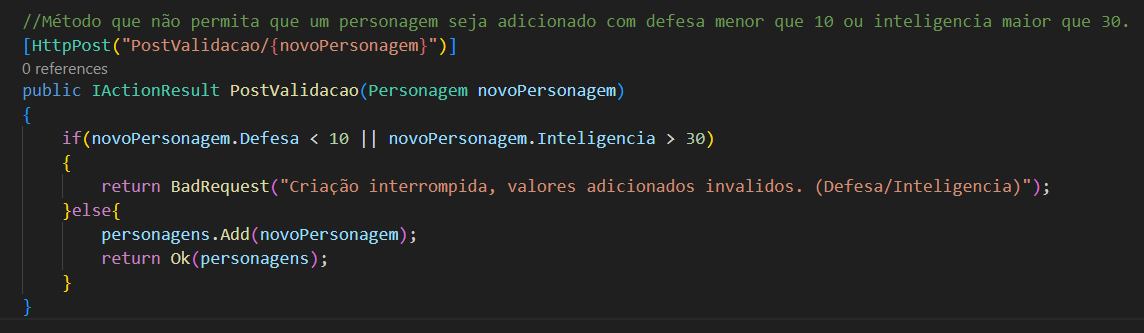 //Método que não permita que um personagem seja adicionado com defesa menor que 10 ou inteligencia maior que 30.
[HttpPost("PostValidacao/{novoPersonagem}")]
0 references
public IActionResult PostValidacao(Personagem novoPersonagem)
{
    if(novoPersonagem.Defesa < 10 || novoPersonagem.Inteligencia > 30)
    {
        return BadRequest("Criação interrompida, valores adicionados invalidos. (Defesa/Inteligencia)");
    }else{
        personagens.Add(novoPersonagem);
        return Ok(personagens);
    }
}